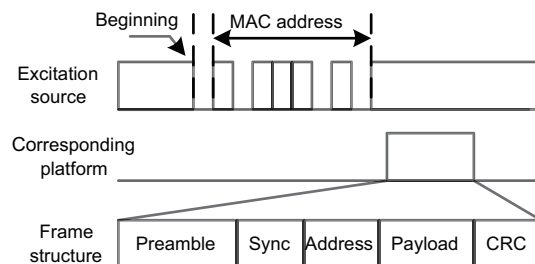 Beginning
MAC address
Excitation
source
Corresponding
platform
Frame
structure
Preamble
Sync
Address
Payload
CRC